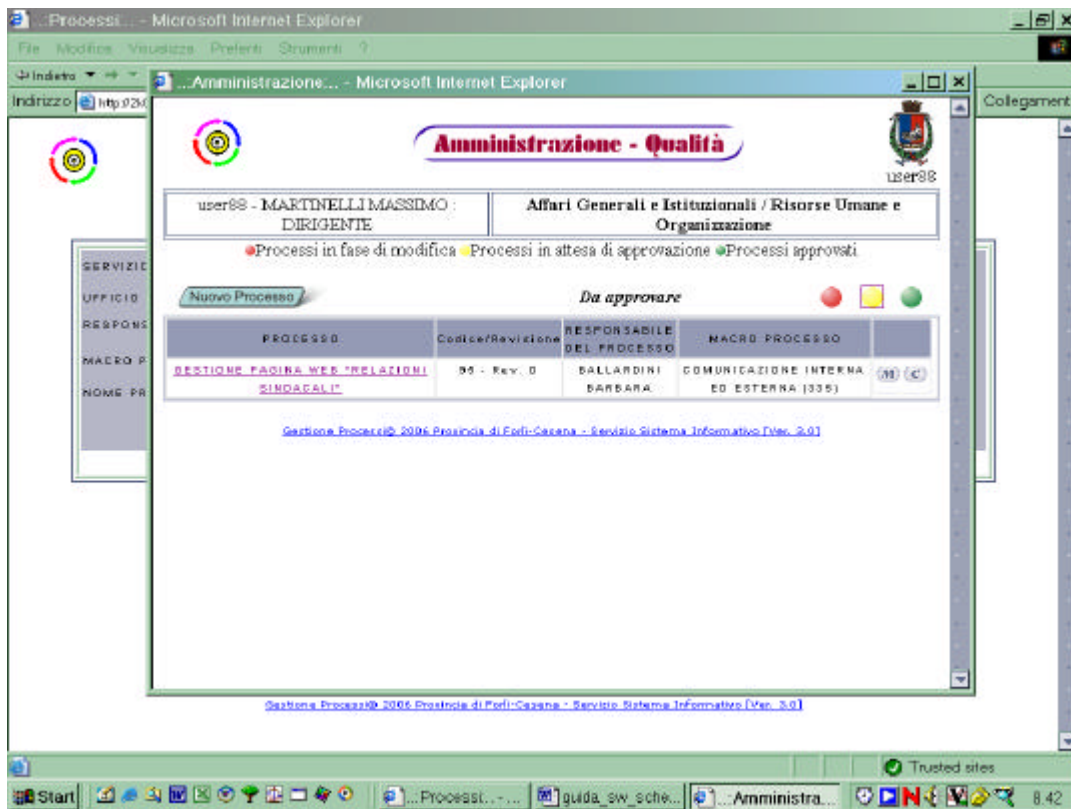 ...:Processi:... - Microsoft Internet Explorer
File Modifica Visualizza Preferiti Strumenti ?
Indietro
Indirizzo
Collegament
...:Amministrazione:... - Microsoft Internet Explorer
Amministrazione - Qualità
user88
user88 - MARTINELLI MASSIMO :
DIRIGENTE
Affari Generali e Istituzionali / Risorse Umane e
Organizzazione
Processi in fase di modifica Processi in attesa di approvazione Processi approvati
SERVIZIO
UFFICIO
RESPONS
MACRO P
NOME PR
Nuovo Processo
Da approvare
PROCESSO Codice/Revisione RESPONSABILE DEL PROCESSO MACRO PROCESSO
GESTIONE PAGINA WEB "RELAZIONI
SINDACALI"
Rev. 0
BALLARDINI
BARBARA
COMUNICAZIONE INTERNA
ED ESTERNA (335)
(M) (C)
Gestione Processi© 2006 Provincia di Forlì-Cesena - Servizio Sistema Informativo [Ver. 3.0]
Gestione Processi© 2006 Provincia di Forlì-Cesena - Servizio Sistema Informativo [Ver. 3.0]
Trusted sites
Start
...Processi...-...
guida_sw_sche...
...:Amministra...
8.42